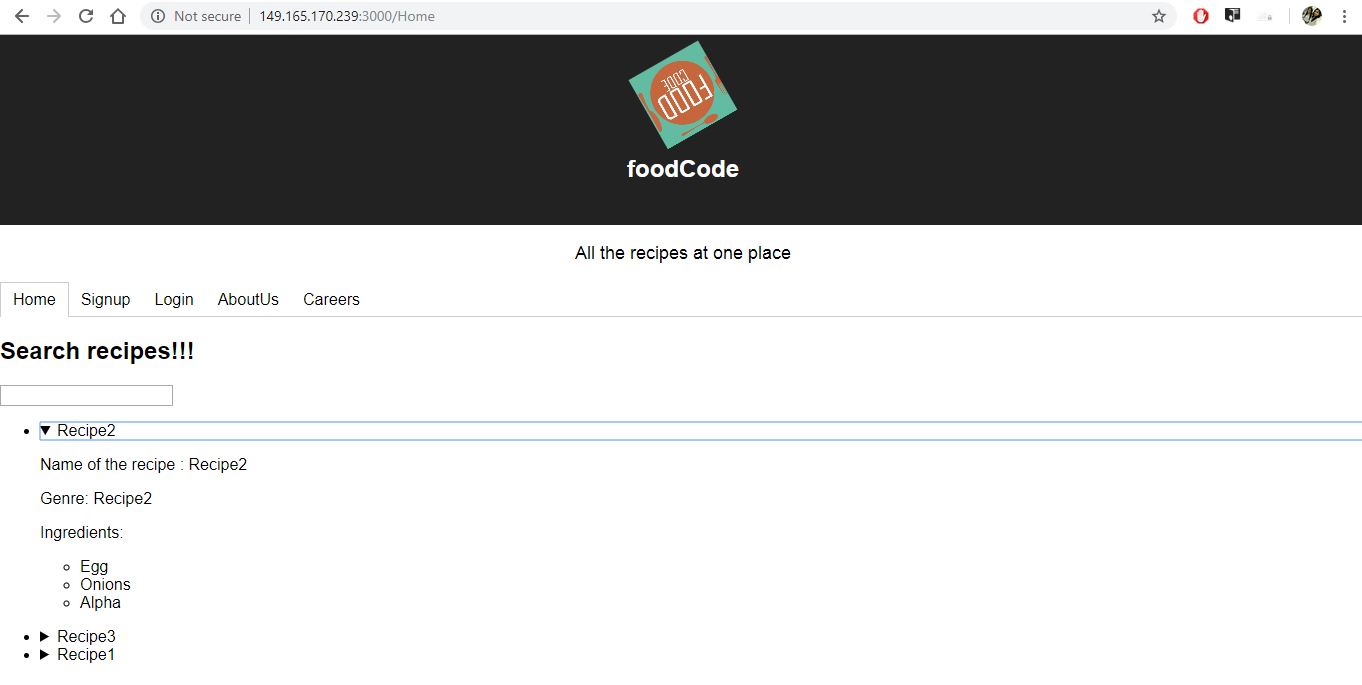 Not secure | 149.165.170.239:3000/Home
FOOD
CODE
foodCode
All the recipes at one place
Home Signup Login AboutUs Careers
Search recipes!!!
Recipe2
Name of the recipe : Recipe2
Genre: Recipe2
Ingredients:
Egg
Onions
Alpha
Recipe3
Recipe1